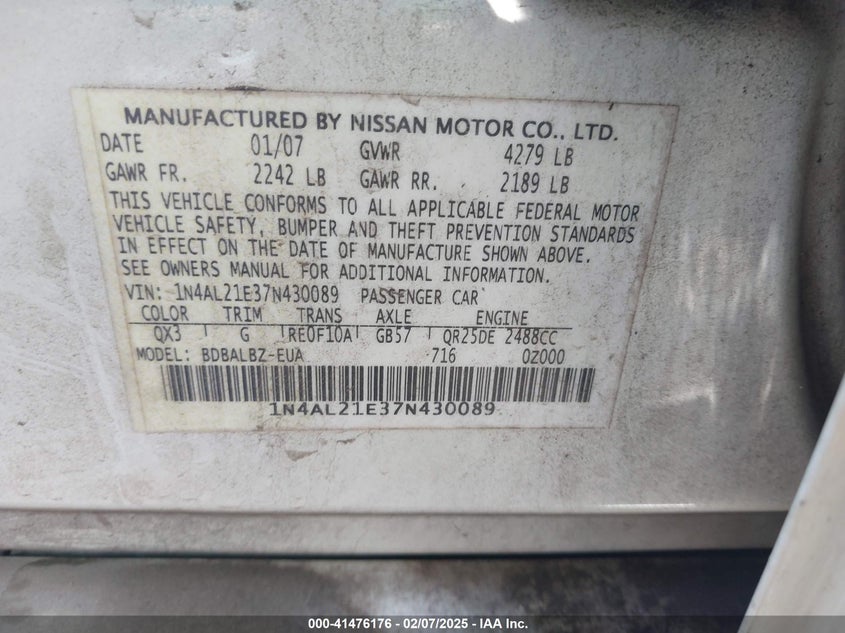 MANUFACTURED BY NISSAN MOTOR CO., LTD.
DATE 01/07 GVWR 4279 LB
GAWR FR. 2242 LB GAWR RR. 2189 LB
THIS VEHICLE CONFORMS TO ALL APPLICABLE FEDERAL MOTOR
VEHICLE SAFETY, BUMPER AND THEFT PREVENTION STANDARDS
IN EFFECT ON THE DATE OF MANUFACTURE SHOWN ABOVE.
SEE OWNERS MANUAL FOR ADDITIONAL INFORMATION.
VIN: 1N4AL21E37N430089 PASSENGER CAR
COLOR TRIM TRANS AXLE ENGINE
QX3 G RE0F10A GB57 QR25DE 2488CC
MODEL: BDBALBZ-EUA 716 0Z000
1N4AL21E37N430089
000-41476176 - 02/07/2025 - IAAI.COM